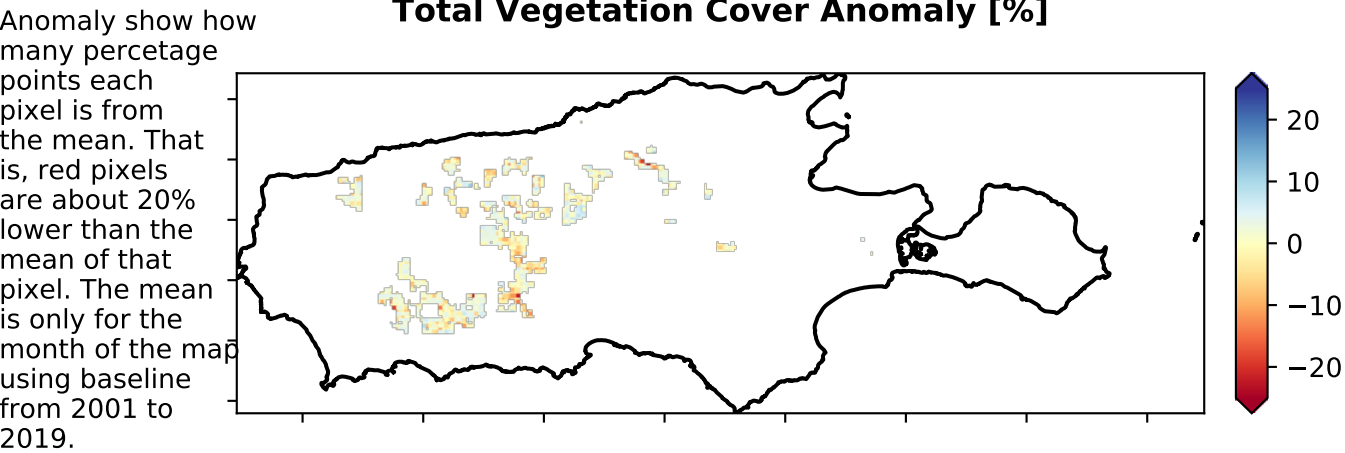 Total Vegetation Cover Anomaly [%]
Anomaly show how
many percetage
points each
pixel is from
the mean. That
is, red pixels
are about 20%
lower than the
mean of that
pixel. The mean
is only for the
month of the map
using baseline
from 2001 to
2019.
20
10
0
−10
−20